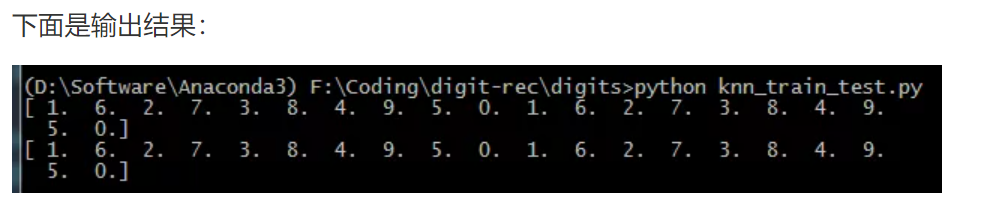 下面是输出结果：
(D:\Software\Anaconda3) F:\Coding\digit-rec\digits>python knn_train_test.py
[ 1. 6. 2. 7. 3. 8. 4. 9. 5. 0. 1. 6. 2. 7. 3. 8. 4. 9.
5. 0.]
[ 1. 6. 2. 7. 3. 8. 4. 9. 5. 0. 1. 6. 2. 7. 3. 8. 4. 9.
5. 0.]